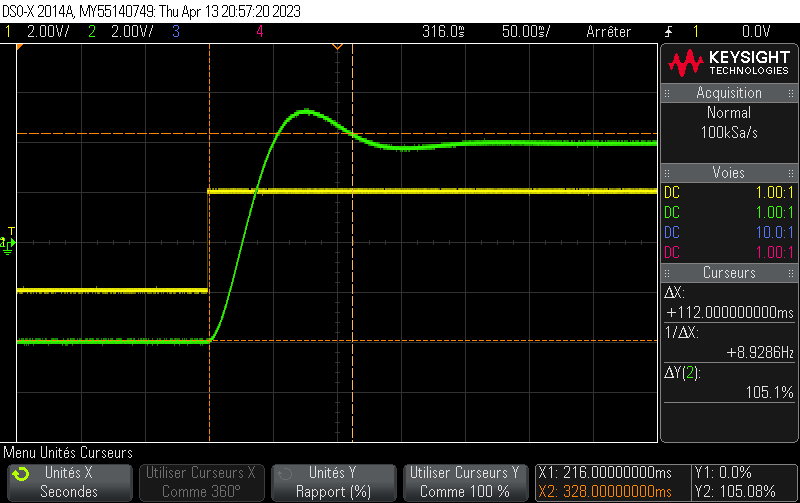 DSO-X 2014A, MY55140749: Thu Apr 13 20:57:20 2023
1 2.00V/ 2 2.00V/ 3 4 316.0ms 50.00ms/ Arrêter 1 0.0V
KEYSIGHT
TECHNOLOGIES
Acquisition
Normal
100kSa/s
Voies
DC 1.00:1
DC 1.00:1
DC 10.0:1
DC 1.00:1
Curseurs
ΔX:
+112.000000000ms
1/ΔX:
+8.9286Hz
ΔY(2):
105.1%
T
2
Menu Unités Curseurs
Unités X
Secondes
Utiliser Curseurs X
Comme 360°
Unités Y
Rapport (%)
Utiliser Curseurs Y
Comme 100 %
X1: 216.00000000ms
X2: 328.00000000ms
Y1: 0.0%
Y2: 105.08%